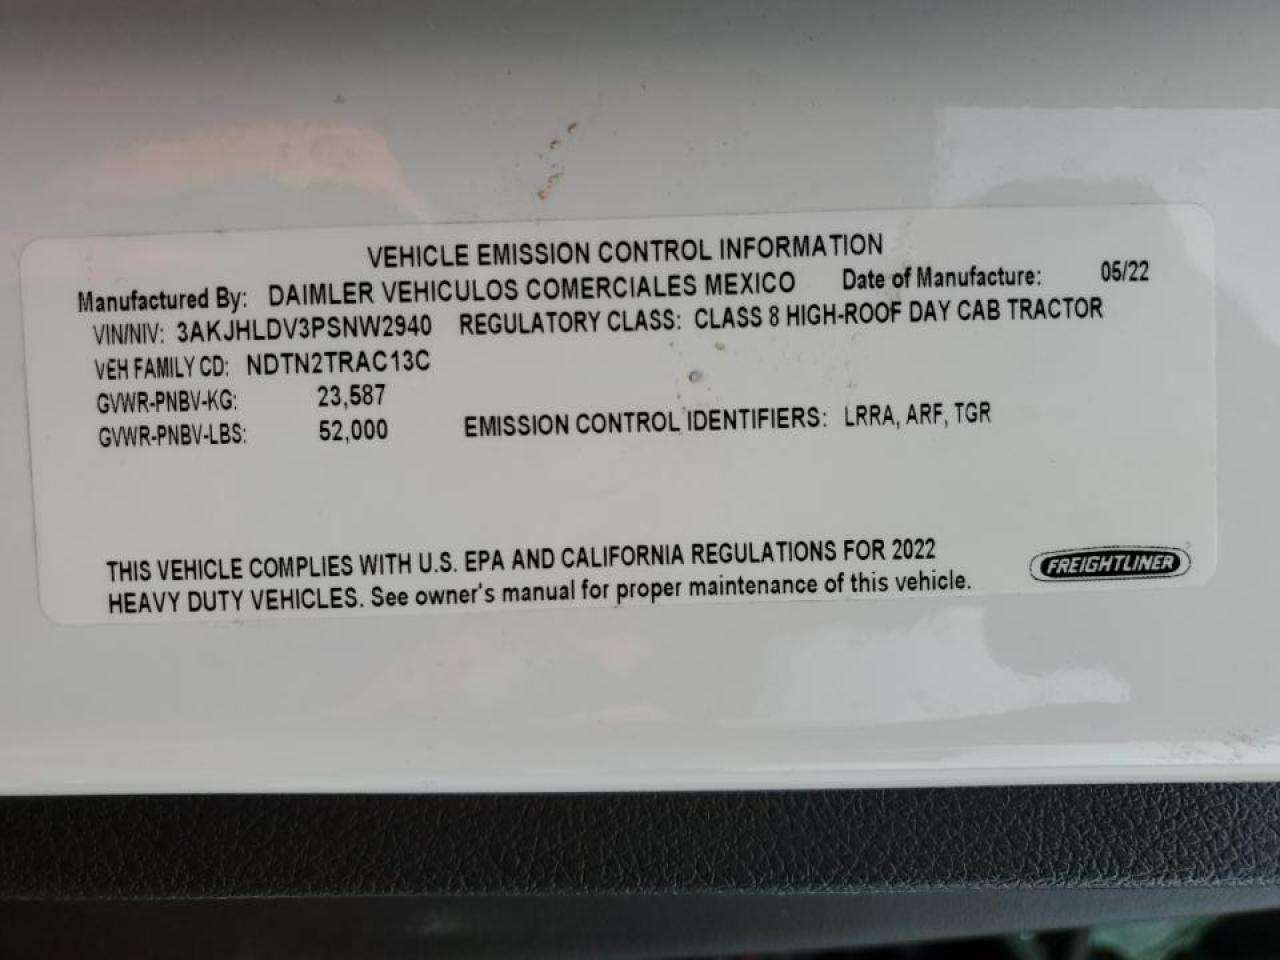 VEHICLE EMISSION CONTROL INFORMATION
Manufactured By: DAIMLER VEHICULOS COMERCIALES MEXICO Date of Manufacture: 05/22
VIN/NIV: 3AKJHLDV3PSNW2940 REGULATORY CLASS: CLASS 8 HIGH-ROOF DAY CAB TRACTOR
VEH FAMILY CD: NDTN2TRAC13C
GVWR-PNBV-KG: 23,587
GVWR-PNBV-LBS: 52,000 EMISSION CONTROL IDENTIFIERS: LRRA, ARF, TGR
THIS VEHICLE COMPLIES WITH U.S. EPA AND CALIFORNIA REGULATIONS FOR 2022
HEAVY DUTY VEHICLES. See owner's manual for proper maintenance of this vehicle.
FREIGHTLINER